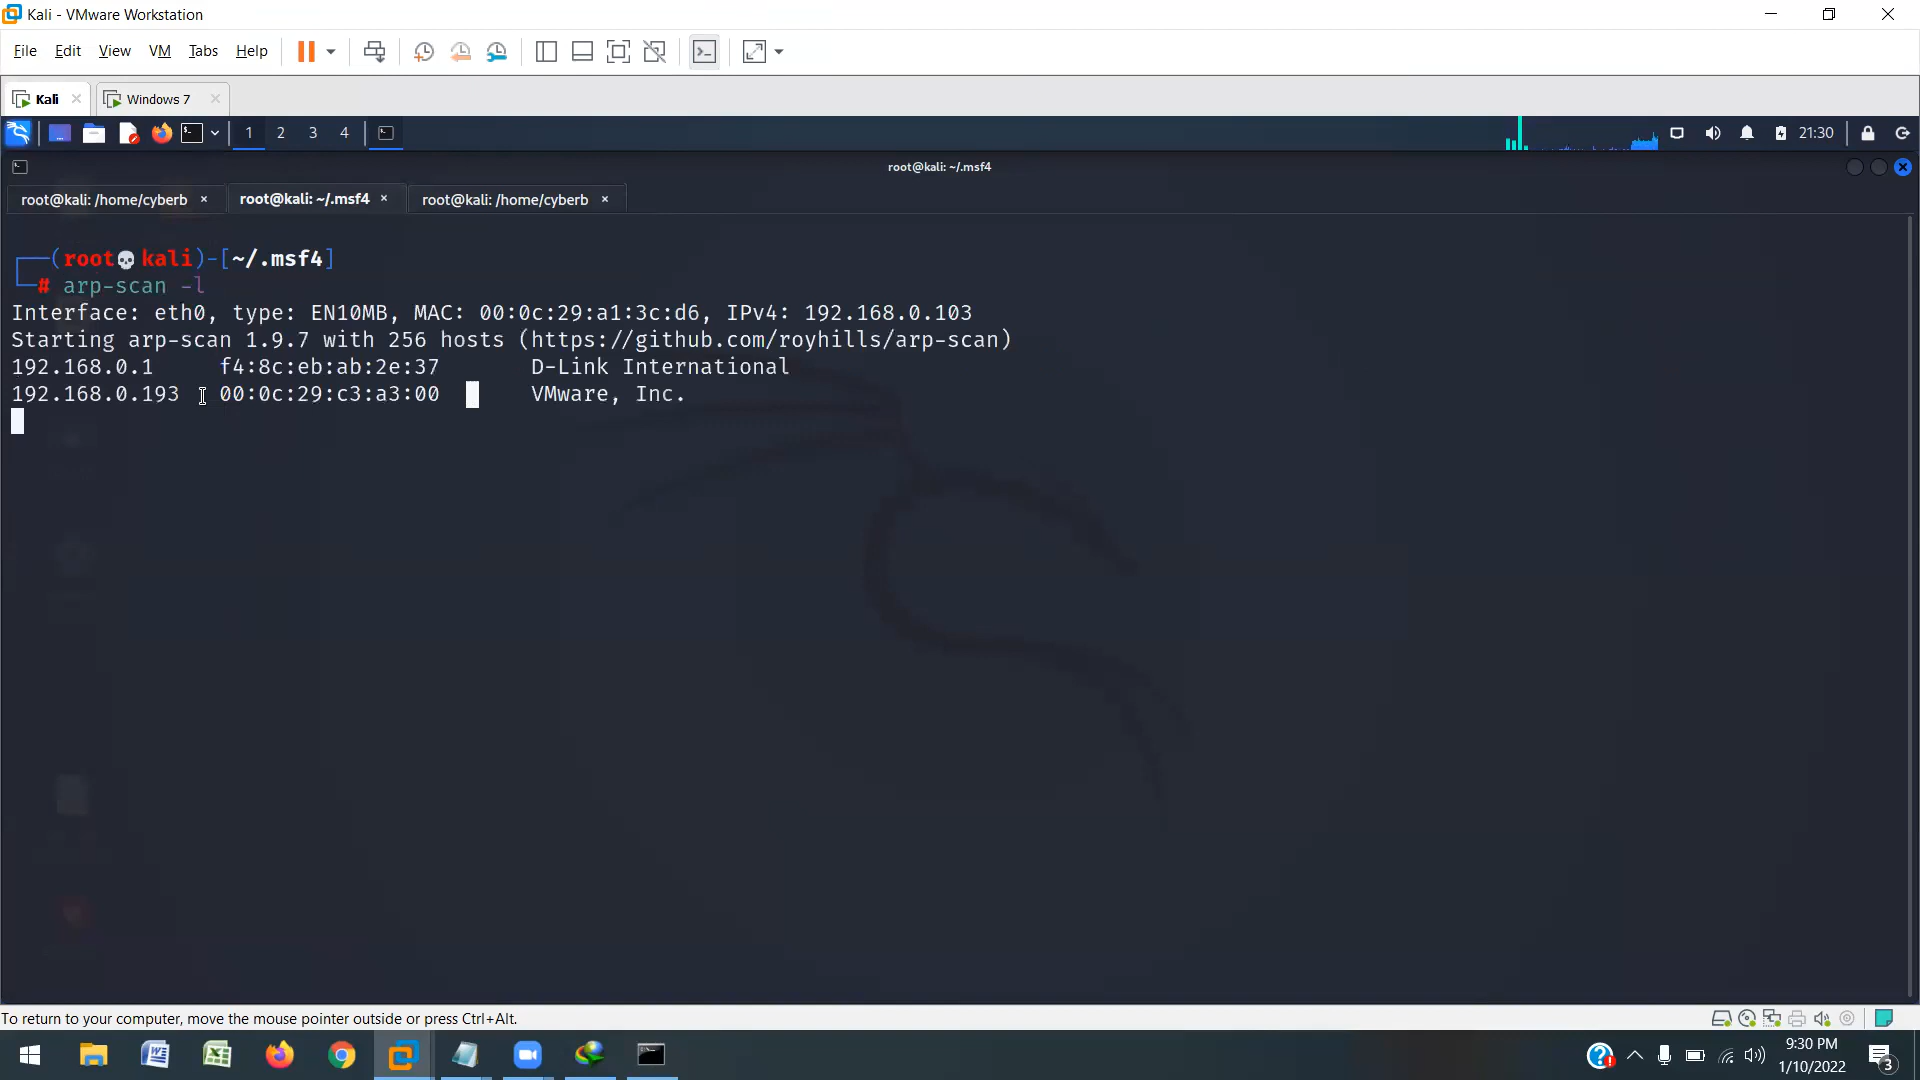 Kali - VMware Workstation
File Edit View VM Tabs Help
Kali Windows 7
1 2 3 4 21:30
root@kali: ~/.msf4
root@kali: /home/cyberb root@kali: ~/.msf4 root@kali: /home/cyberb
(root💀kali)-[~/.msf4]
# arp-scan -l
Interface: eth0, type: EN10MB, MAC: 00:0c:29:a1:3c:d6, IPv4: 192.168.0.103
Starting arp-scan 1.9.7 with 256 hosts (https://github.com/royhills/arp-scan)
192.168.0.1 f4:8c:eb:ab:2e:37 D-Link International
192.168.0.193 00:0c:29:c3:a3:00 VMware, Inc.
To return to your computer, move the mouse pointer outside or press Ctrl+Alt.
9:30 PM
1/10/2022
3